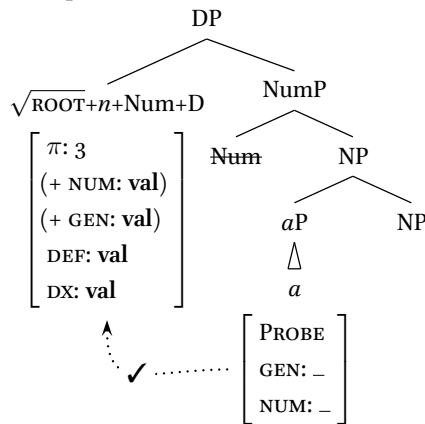 DP
√ROOT+n+Num+D NumP
π: 3
(+ NUM: val)
(+ GEN: val)
DEF: val
DX: val
Num NP
aP NP
a
✓
PROBE
GEN: _
NUM: _